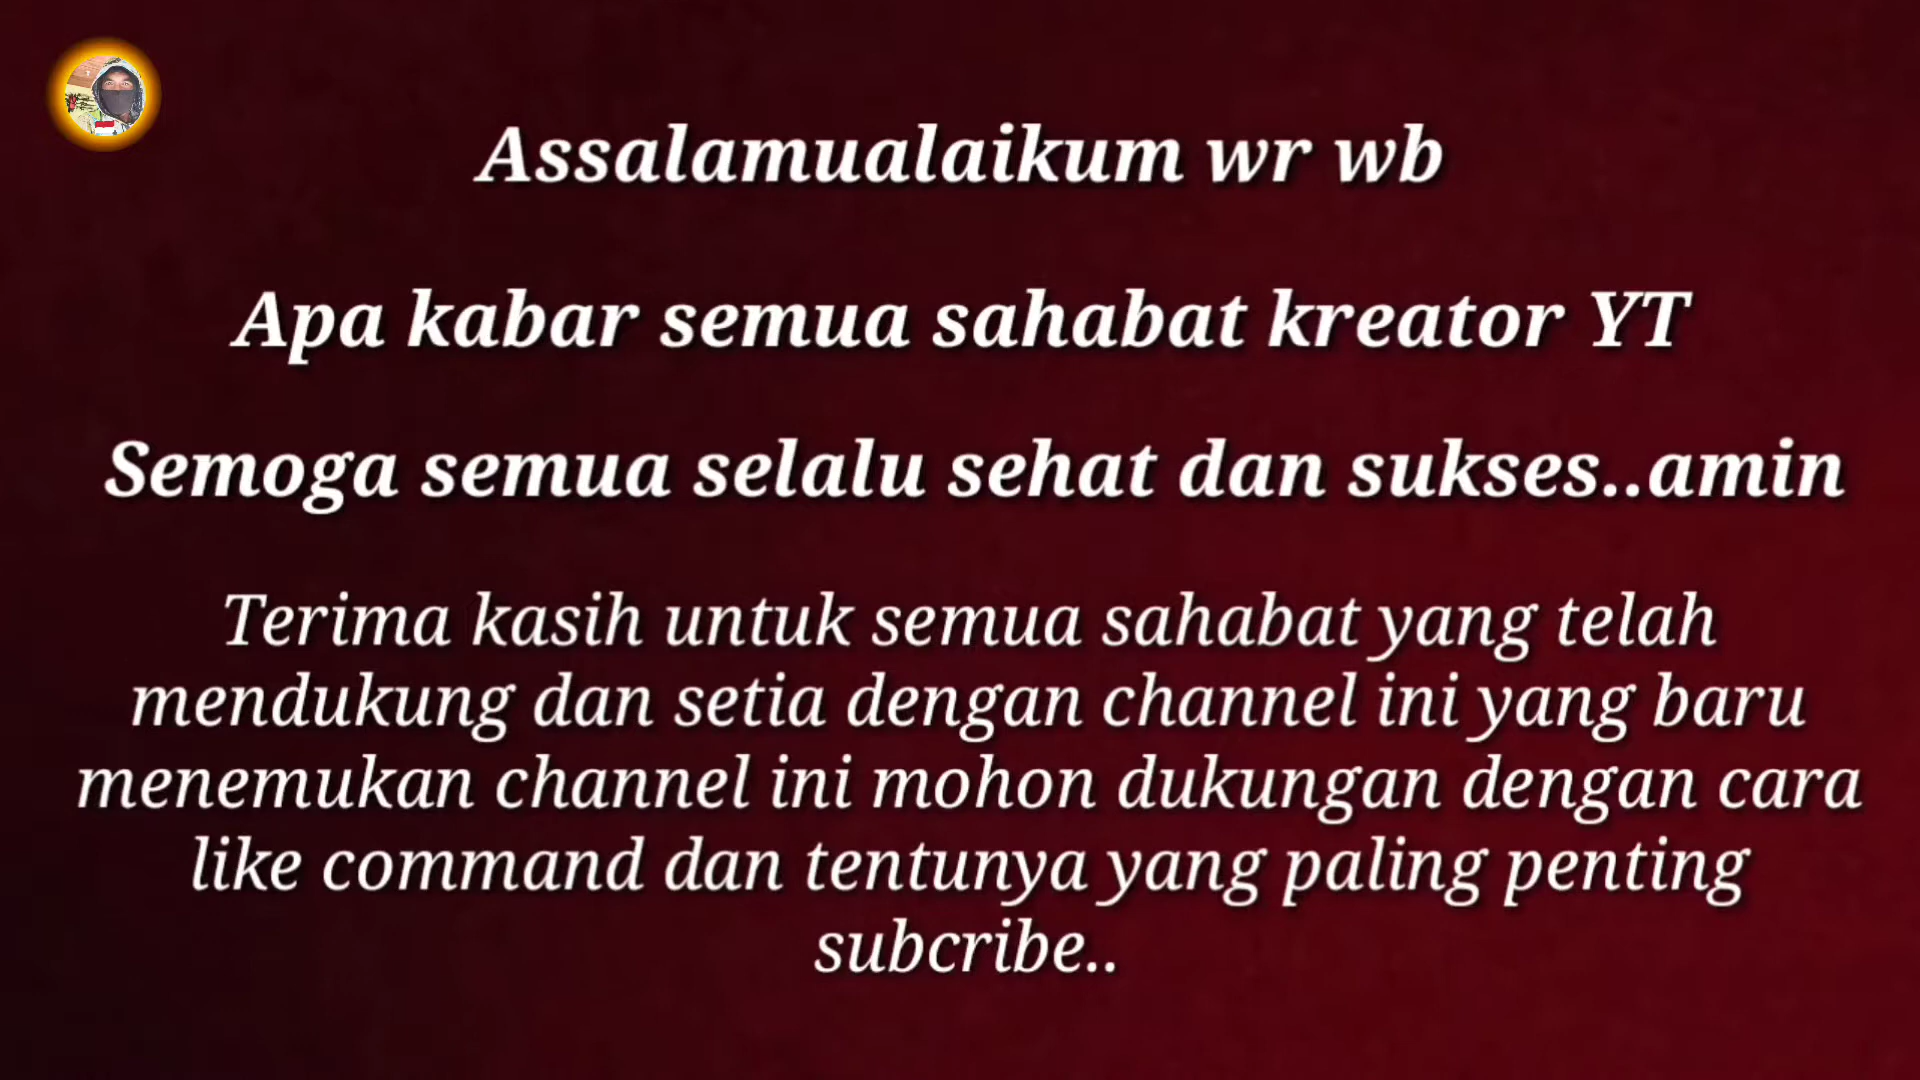 Assalamualaikum wr wb
Apa kabar semua sahabat kreator YT
Semoga semua selalu sehat dan sukses..amin
Terima kasih untuk semua sahabat yang telah
mendukung dan setia dengan channel ini yang baru
menemukan channel ini mohon dukungan dengan cara
like command dan tentunya yang paling penting
subcribe..